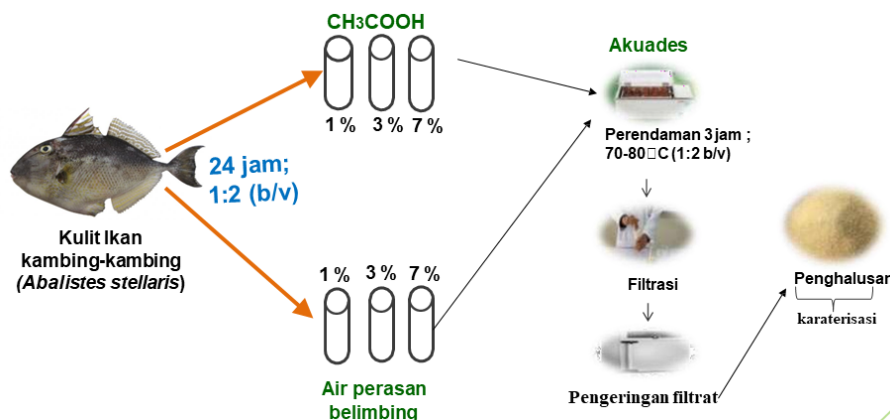 CH3COOH
1 % 3 % 7 %
24 jam;
1:2 (b/v)
Kulit Ikan
kambing-kambing
(Abalistes stellaris)
1 % 3 % 7 %
Air perasan
belimbing
Akuades
Perendaman 3 jam ;
70-80□C (1:2 b/v)
Filtrasi
Pengeringan filtrat
Penghalusan
karaterisasi